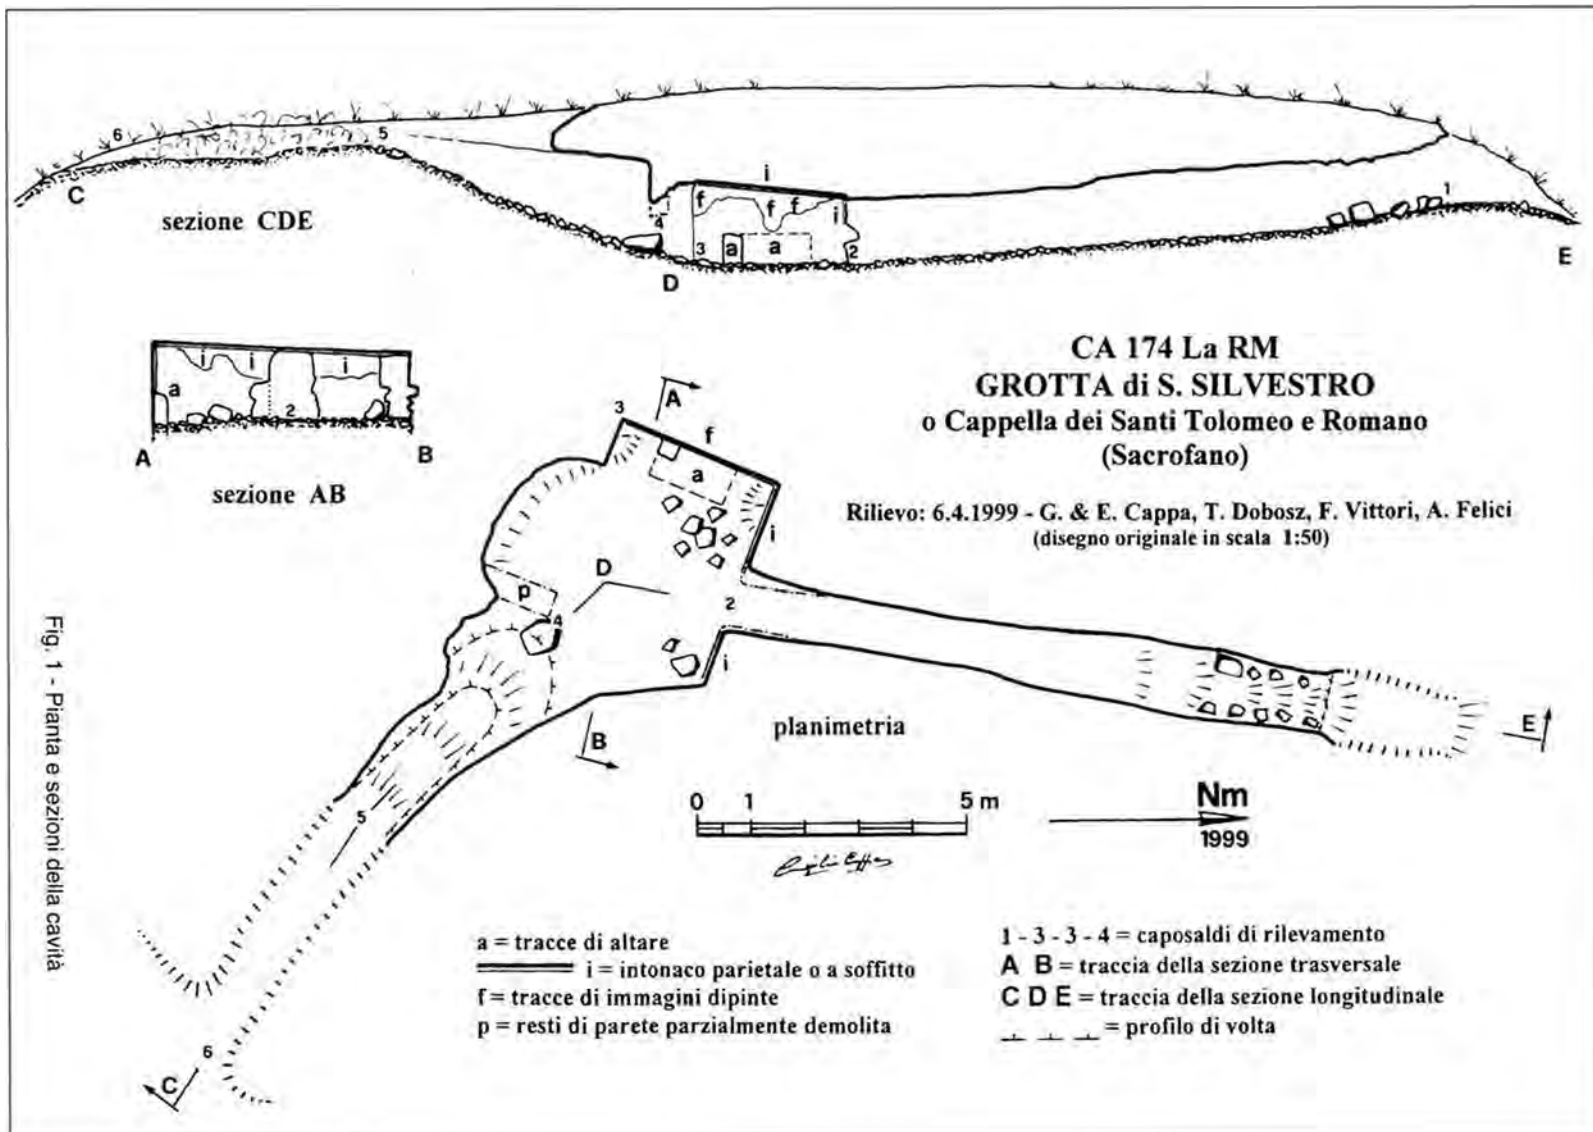 6
5
C
sezione CDE
i
f
f
f
i
4
3
a
a
2
D
1
E
i
i
i
a
2
A
B
sezione AB
CA 174 La RM
GROTTA di S. SILVESTRO
o Cappella dei Santi Tolomeo e Romano
(Sacrofano)
Rilievo: 6.4.1999 - G. & E. Cappa, T. Dobosz, F. Vittori, A. Felici
(disegno originale in scala 1:50)
3
A
f
a
i
D
p
4
2
i
B
planimetria
E
5
6
C
0 1 5 m
Nm
1999
a = tracce di altare
i = intonaco parietale o a soffitto
f = tracce di immagini dipinte
p = resti di parete parzialmente demolita
1 - 3 - 3 - 4 = caposaldi di rilevamento
A B = traccia della sezione trasversale
C D E = traccia della sezione longitudinale
= profilo di volta
Fig. 1 - Pianta e sezioni della cavità